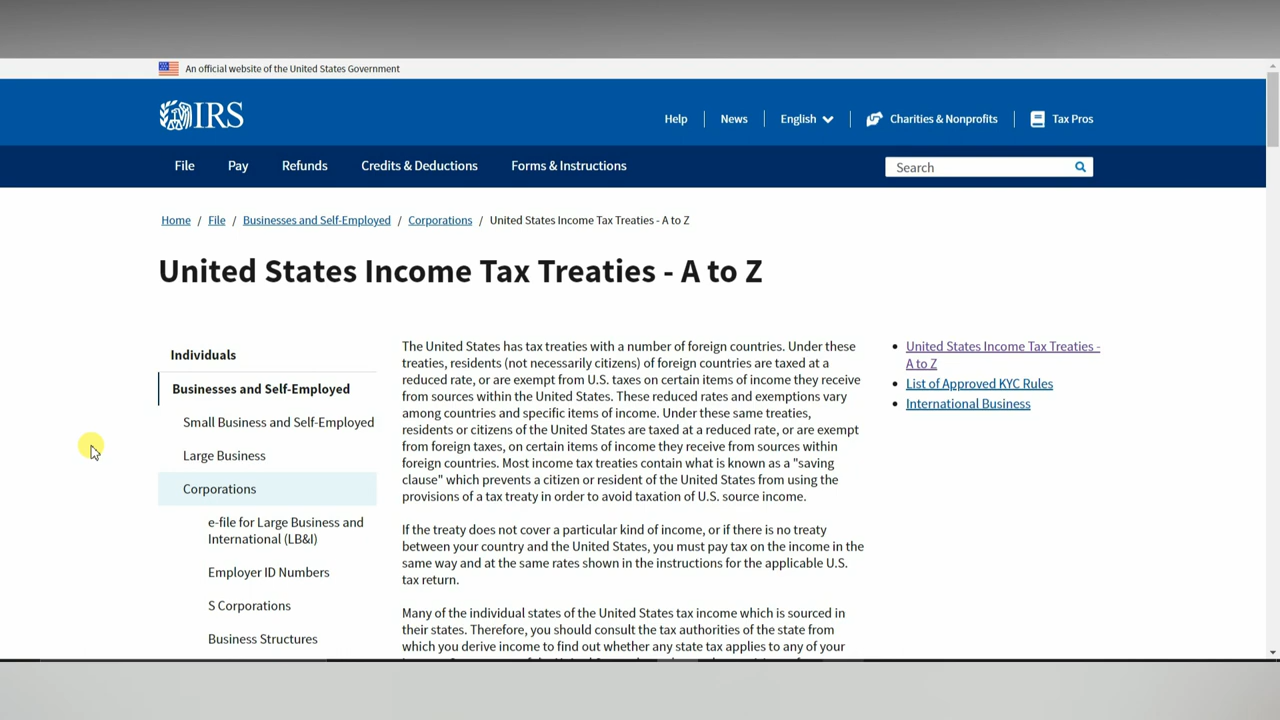 An official website of the United States Government
IRS
Help
News
English
Charities & Nonprofits
Tax Pros
File
Pay
Refunds
Credits & Deductions
Forms & Instructions
Search
Home / File / Businesses and Self-Employed / Corporations / United States Income Tax Treaties - A to Z
United States Income Tax Treaties - A to Z
Individuals
Businesses and Self-Employed
Small Business and Self-Employed
Large Business
Corporations
e-file for Large Business and
International (LB&I)
Employer ID Numbers
S Corporations
Business Structures
The United States has tax treaties with a number of foreign countries. Under these
treaties, residents (not necessarily citizens) of foreign countries are taxed at a
reduced rate, or are exempt from U.S. taxes on certain items of income they receive
from sources within the United States. These reduced rates and exemptions vary
among countries and specific items of income. Under these same treaties,
residents or citizens of the United States are taxed at a reduced rate, or are exempt
from foreign taxes, on certain items of income they receive from sources within
foreign countries. Most income tax treaties contain what is known as a "saving
clause" which prevents a citizen or resident of the United States from using the
provisions of a tax treaty in order to avoid taxation of U.S. source income.
If the treaty does not cover a particular kind of income, or if there is no treaty
between your country and the United States, you must pay tax on the income in the
same way and at the same rates shown in the instructions for the applicable U.S.
tax return.
Many of the individual states of the United States tax income which is sourced in
their states. Therefore, you should consult the tax authorities of the state from
which you derive income to find out whether any state tax applies to any of your
United States Income Tax Treaties -
A to Z
List of Approved KYC Rules
International Business